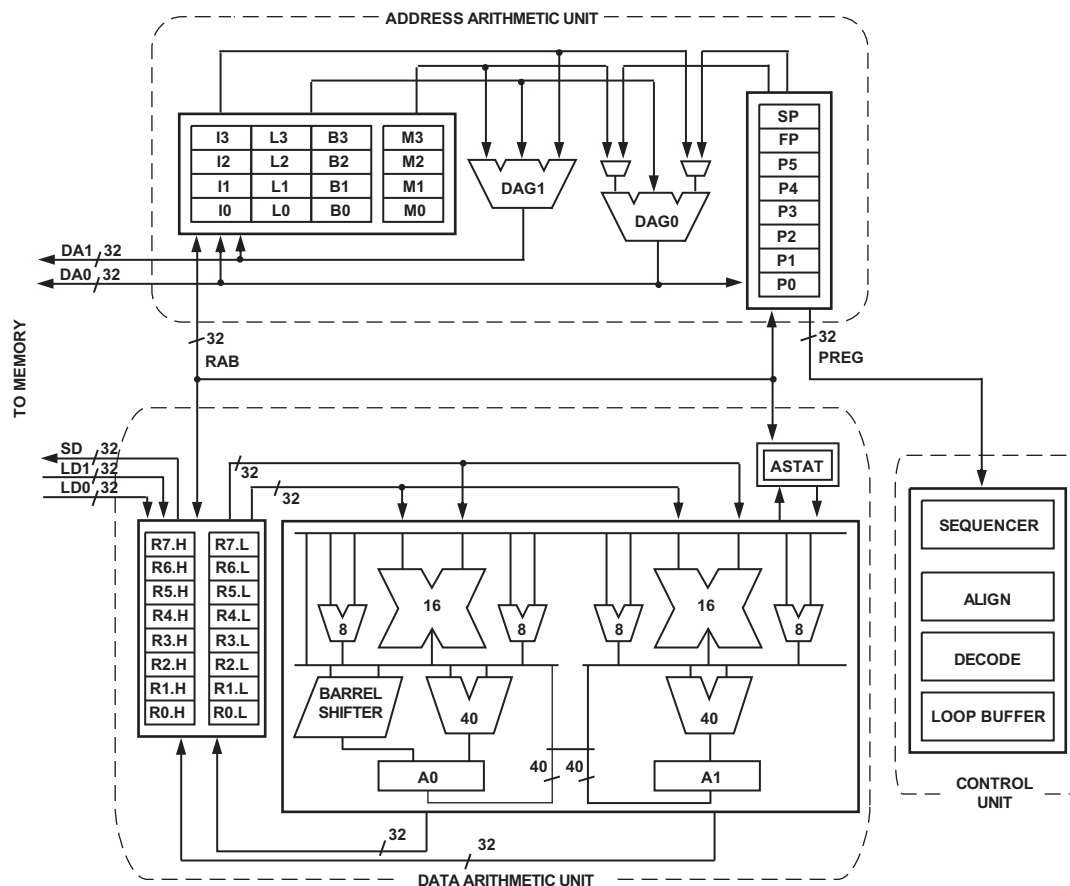 ADDRESS ARITHMETIC UNIT
I3 L3 B3 M3
I2 L2 B2 M2
I1 L1 B1 M1
I0 L0 B0 M0
DAG1
DAG0
SP
FP
P5
P4
P3
P2
P1
P0
DA1 32
DA0 32
TO MEMORY
32
RAB
32
PREG
SD 32
LD1 32
LD0 32
32
32
ASTAT
R7.H R7.L
R6.H R6.L
R5.H R5.L
R4.H R4.L
R3.H R3.L
R2.H R2.L
R1.H R1.L
R0.H R0.L
8 16 8 8 16 8
BARREL
SHIFTER
40 40
40 40
A0 A1
32
32
DATA ARITHMETIC UNIT
SEQUENCER
ALIGN
DECODE
LOOP BUFFER
CONTROL
UNIT